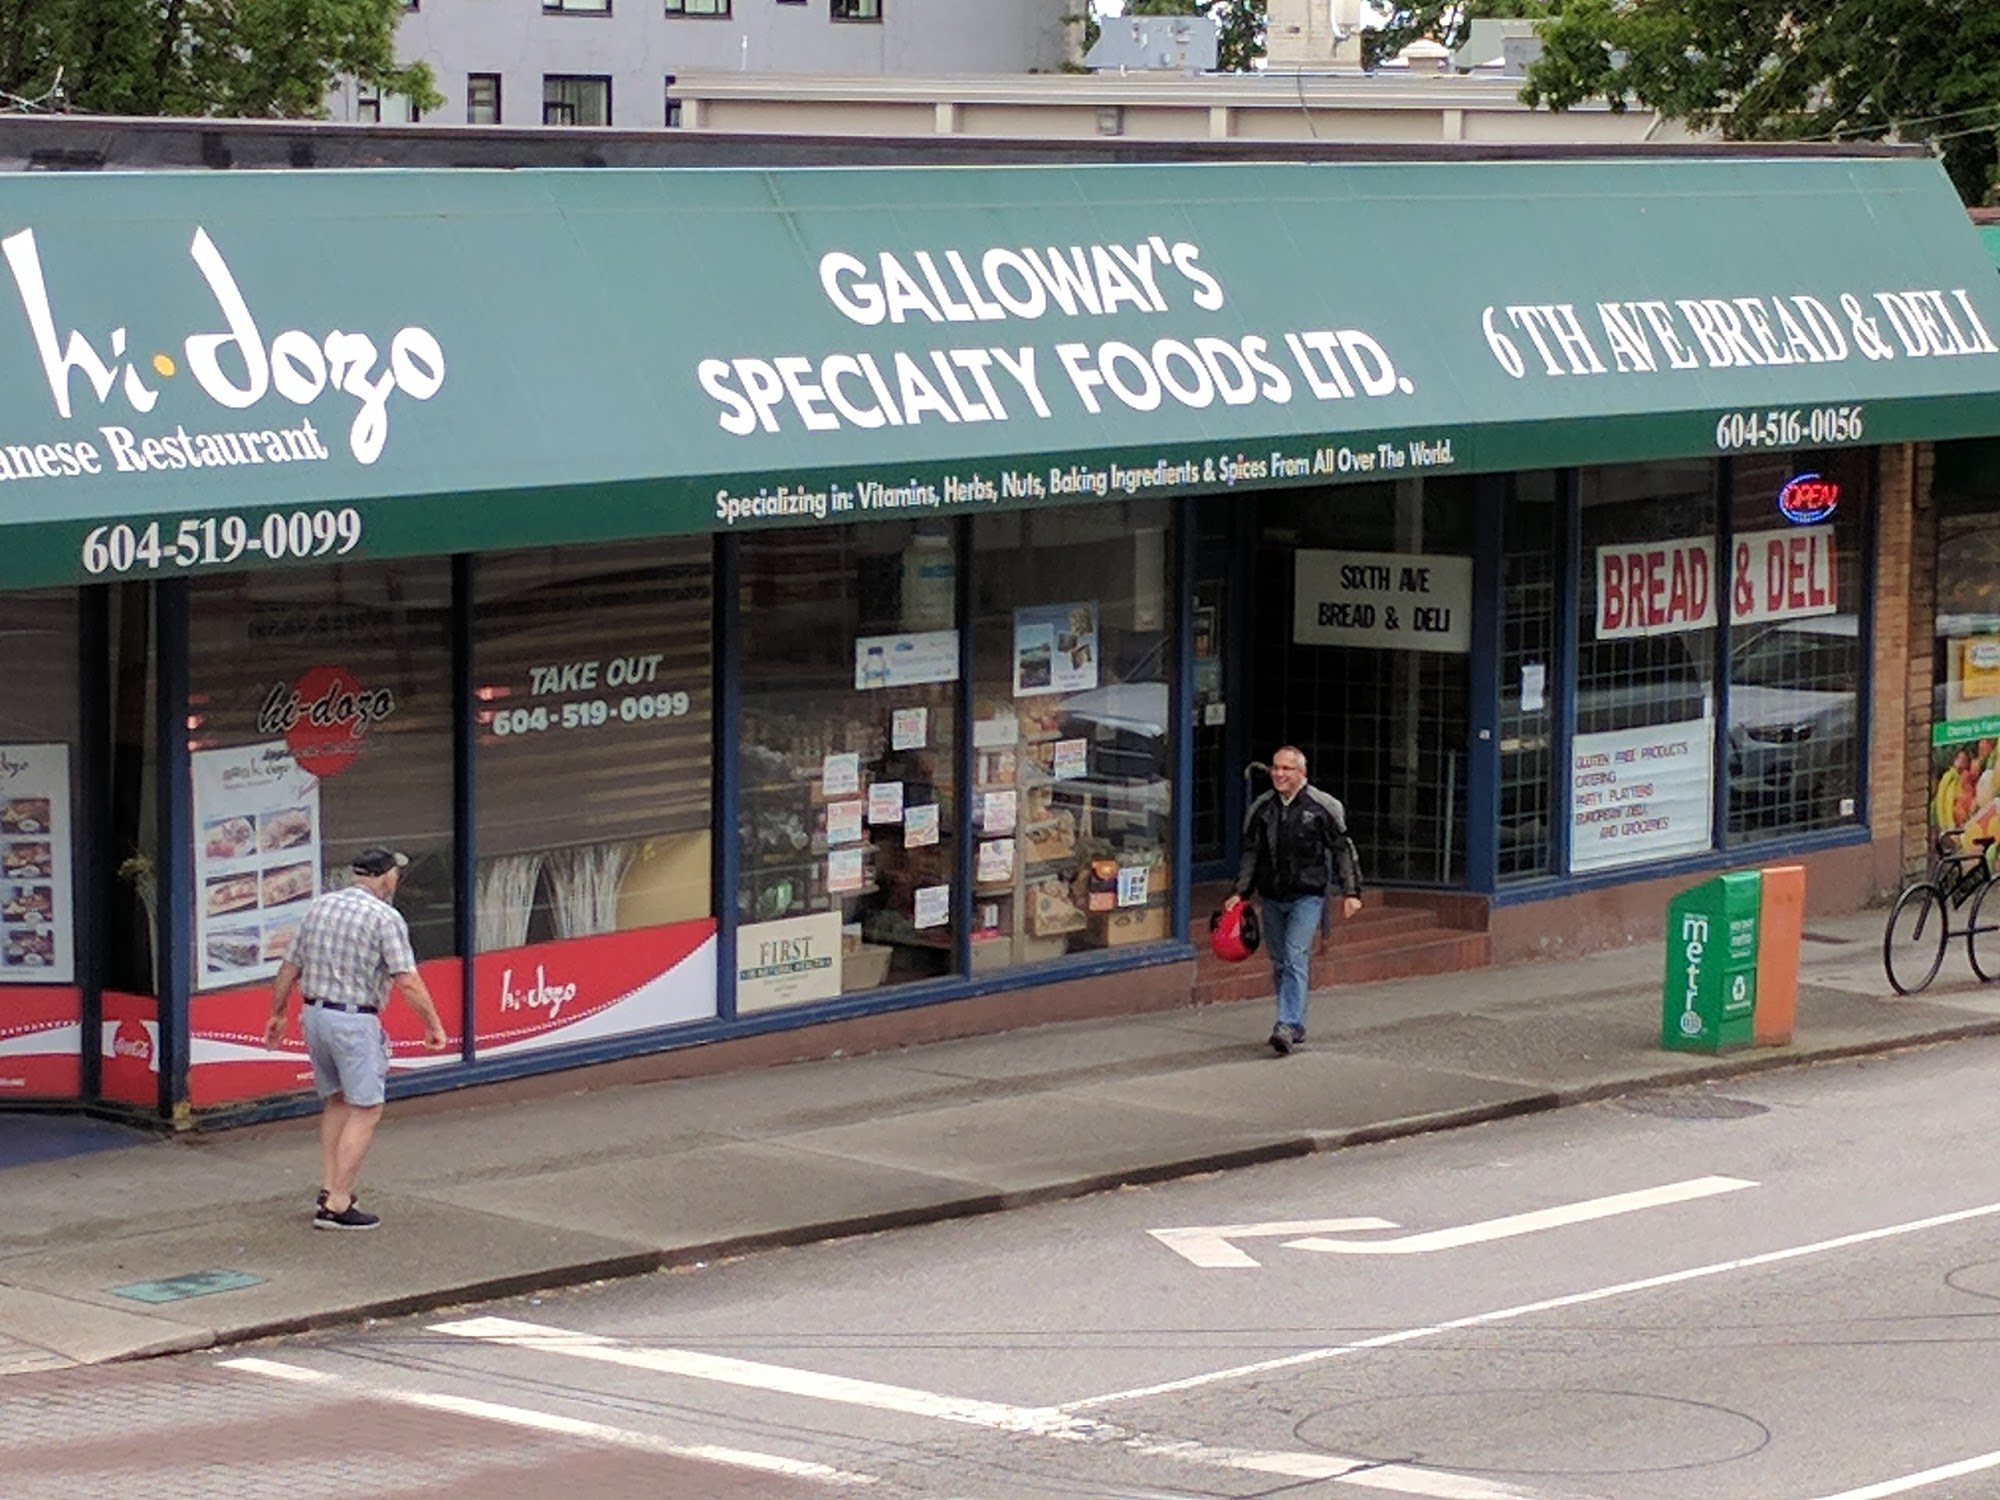 hi·dozo
anese Restaurant
604-519-0099
GALLOWAY'S
SPECIALTY FOODS LTD.
Specializing in: Vitamins, Herbs, Nuts, Baking Ingredients & Spices From All Over The World.
6 TH AVE BREAD & DELI
604-516-0056
OPEN
SIXTH AVE
BREAD & DELI
BREAD & DELI
hi-dozo
TAKE OUT
604-519-0099
GLUTEN FREE PRODUCTS
CATERING
PARTY PLATTERS
EUROPEAN DELI,
AND GROCERIES
FIRST
hi·dozo
Coca-Cola
metro